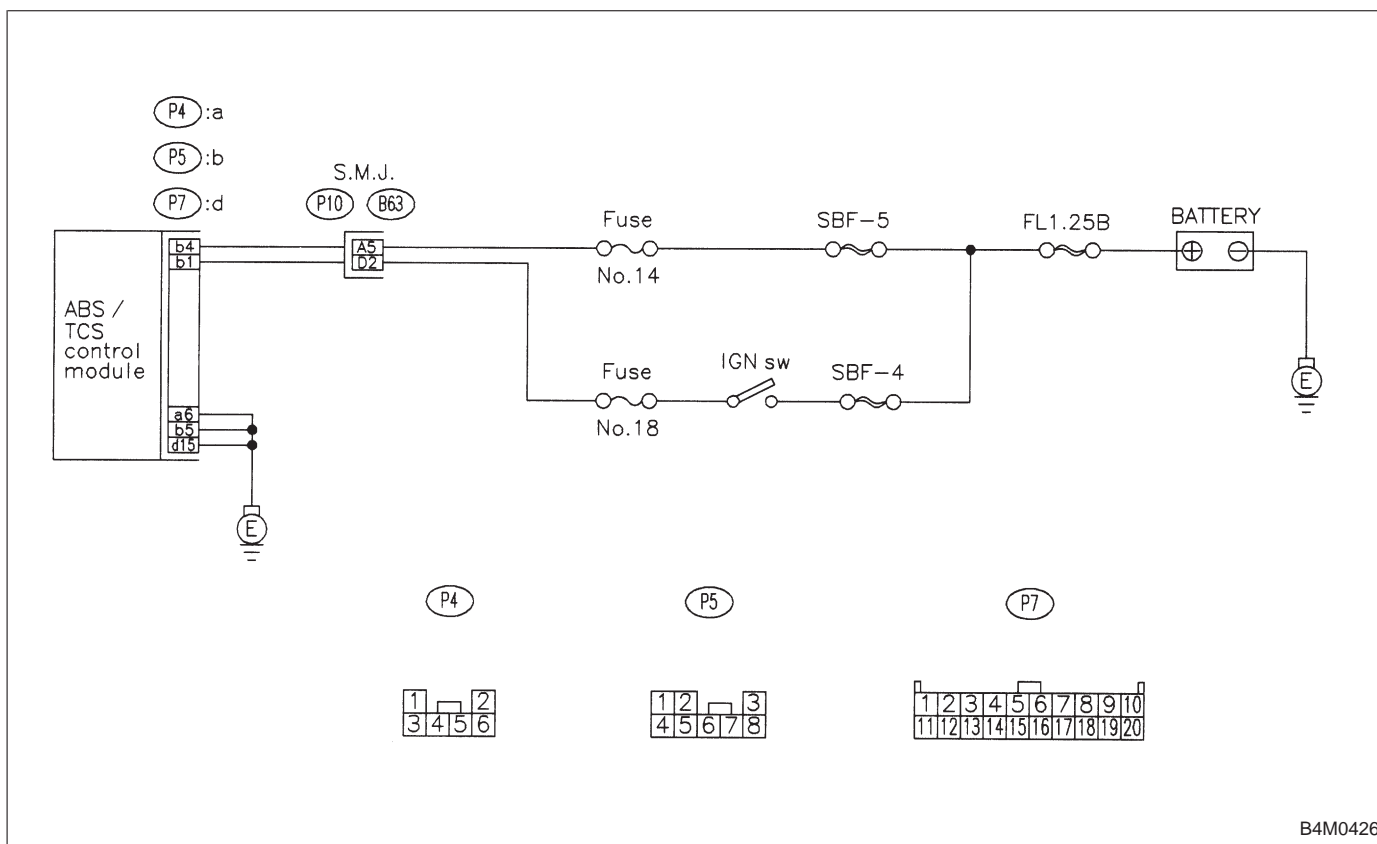 P4 :a
P5 :b
P7 :d
S.M.J.
P10 B63
b4
b1
A5
D2
Fuse
No.14
SBF-5
FL1.25B
BATTERY
⊕ ⊖
ABS /
TCS
control
module
Fuse
No.18
IGN sw
SBF-4
E
a6
b5
d15
E
P4
P5
P7
1 2
3 4 5 6
1 2 3
4 5 6 7 8
1 2 3 4 5 6 7 8 9 10
11 12 13 14 15 16 17 18 19 20
B4M0426